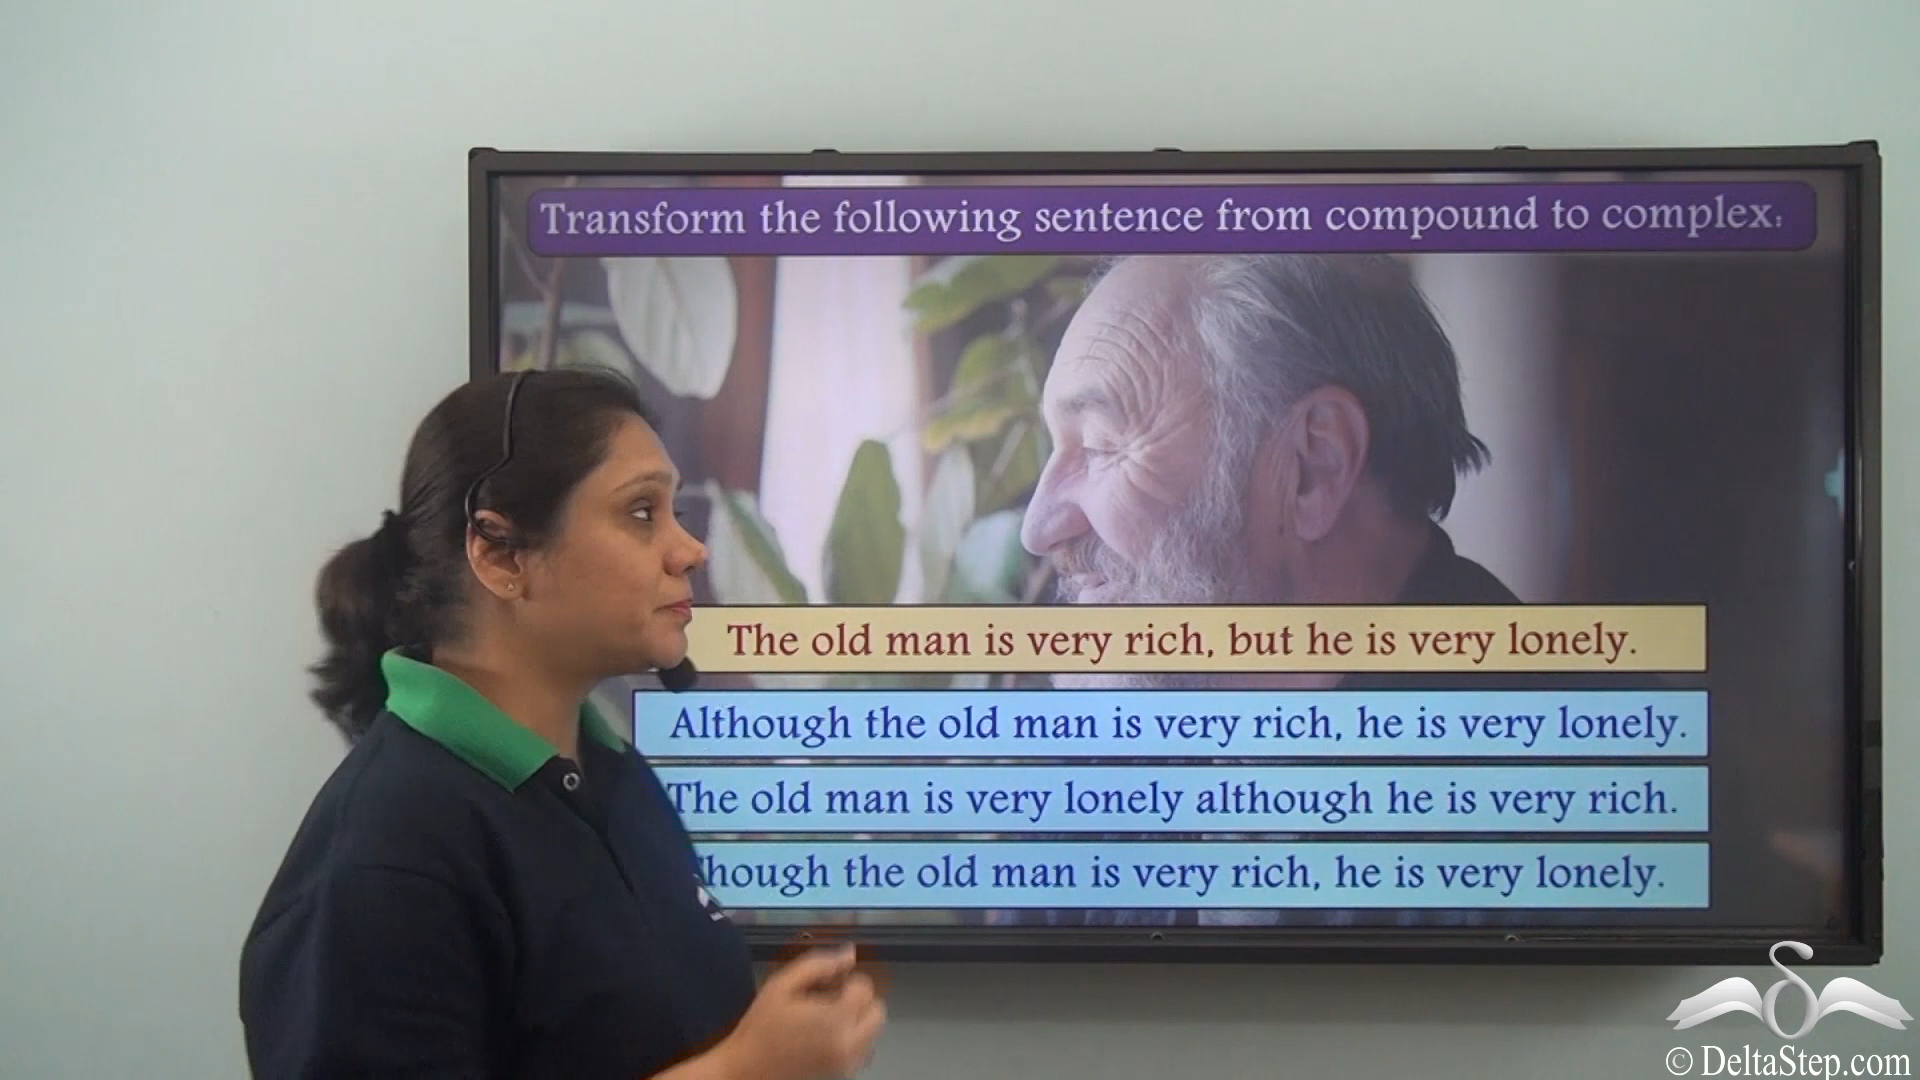 Transform the following sentence from compound to complex:
The old man is very rich, but he is very lonely.
Although the old man is very rich, he is very lonely.
The old man is very lonely although he is very rich.
hough the old man is very rich, he is very lonely.
© DeltaStep.com